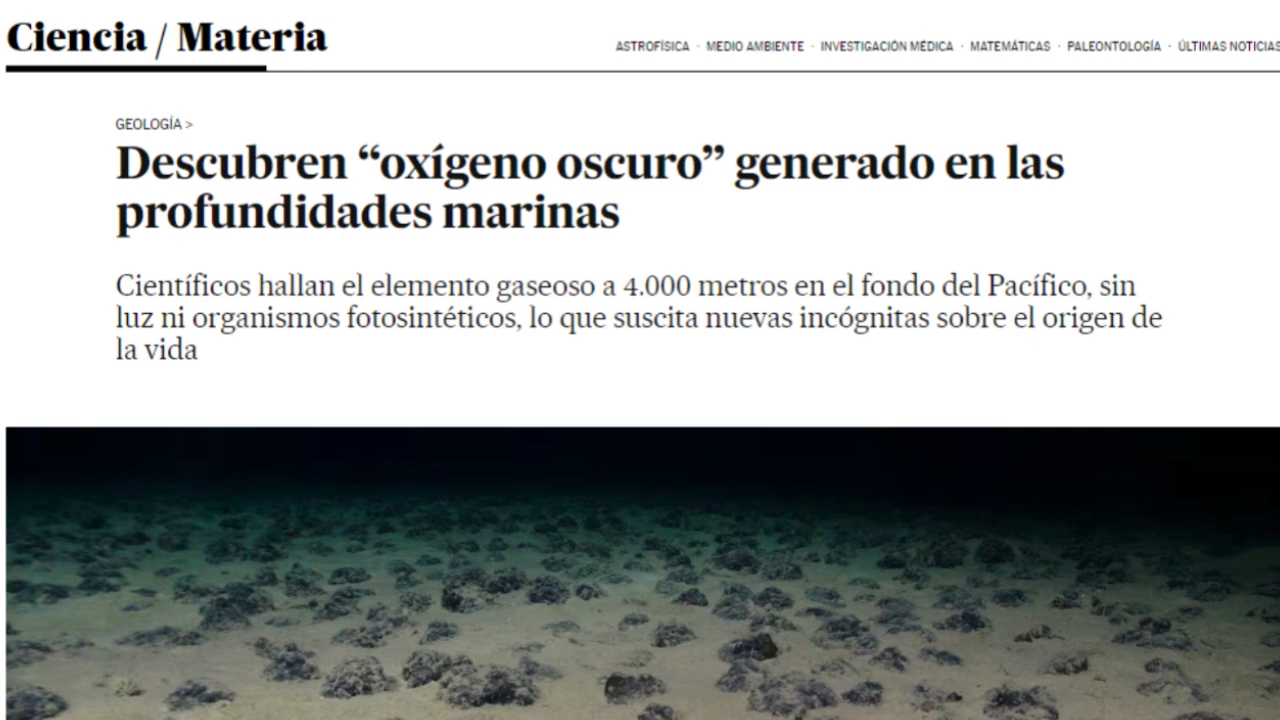 Ciencia / Materia
ASTROFÍSICA · MEDIO AMBIENTE · INVESTIGACIÓN MÉDICA · MATEMÁTICAS · PALEONTOLOGÍA · ÚLTIMAS NOTICIAS
GEOLOGÍA >
Descubren “oxígeno oscuro” generado en las
profundidades marinas
Científicos hallan el elemento gaseoso a 4.000 metros en el fondo del Pacífico, sin
luz ni organismos fotosintéticos, lo que suscita nuevas incógnitas sobre el origen de
la vida